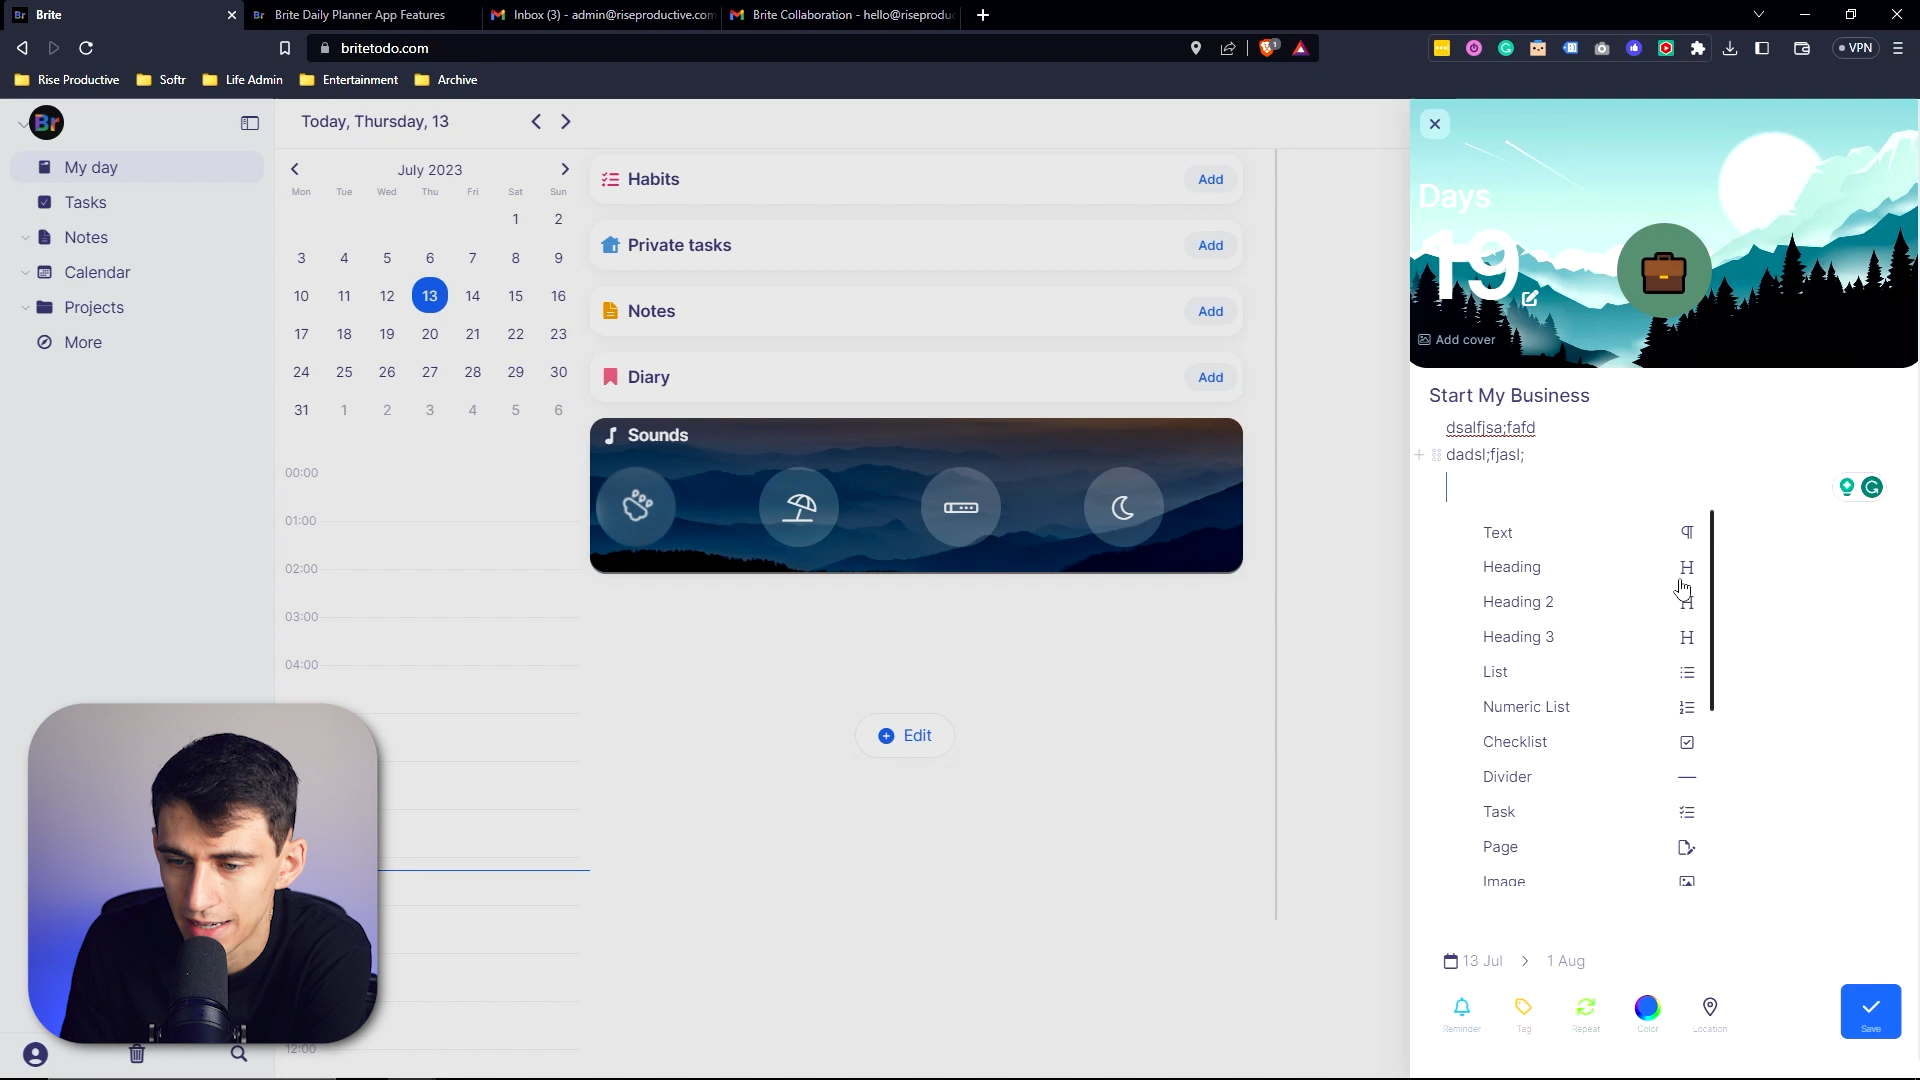 Brite
Brite Daily Planner App Features
Inbox (3) - admin@riseproductive.com
Brite Collaboration - hello@riseproduc
britetodo.com
VPN
Rise Productive
Softr
Life Admin
Entertainment
Archive
Br
My day
Tasks
Notes
Calendar
Projects
More
Today, Thursday, 13
July 2023
Mon Tue Wed Thu Fri Sat Sun
1 2
3 4 5 6 7 8 9
10 11 12 13 14 15 16
17 18 19 20 21 22 23
24 25 26 27 28 29 30
31 1 2 3 4 5 6
00:00
01:00
02:00
03:00
04:00
12:00
Habits Add
Private tasks Add
Notes Add
Diary Add
Sounds
Edit
Days
19
Add cover
Start My Business
dsalfjsa;fafd
dadsl;fjasl;
Text
Heading
Heading 2
Heading 3
List
Numeric List
Checklist
Divider
Task
Page
Image
13 Jul > 1 Aug
Reminder
Tag
Repeat
Color
Location
Save